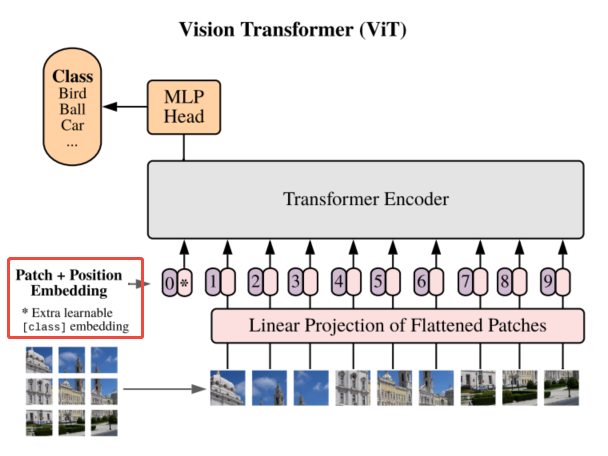 Vision Transformer (ViT)
Class
Bird
Ball
Car
...
MLP
Head
Transformer Encoder
Patch + Position
Embedding
* Extra learnable
[class] embedding
0 * 1 2 3 4 5 6 7 8 9
Linear Projection of Flattened Patches